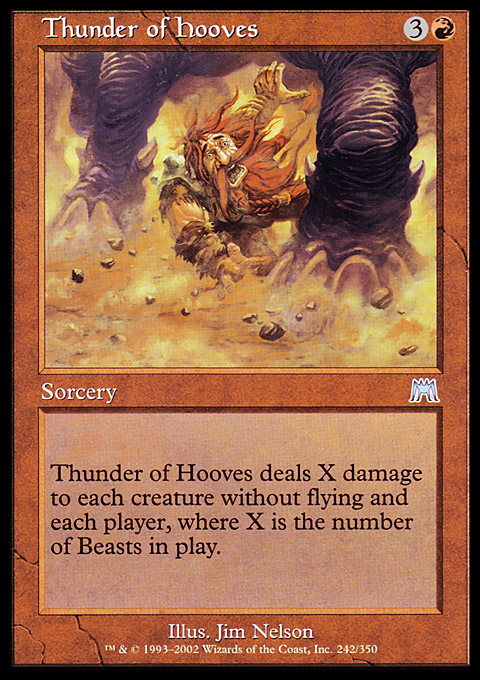 Thunder of Hooves 3
Sorcery
Thunder of Hooves deals X damage
to each creature without flying and
each player, where X is the number
of Beasts in play.
Illus. Jim Nelson
™ & © 1993–2002 Wizards of the Coast, Inc. 242/350